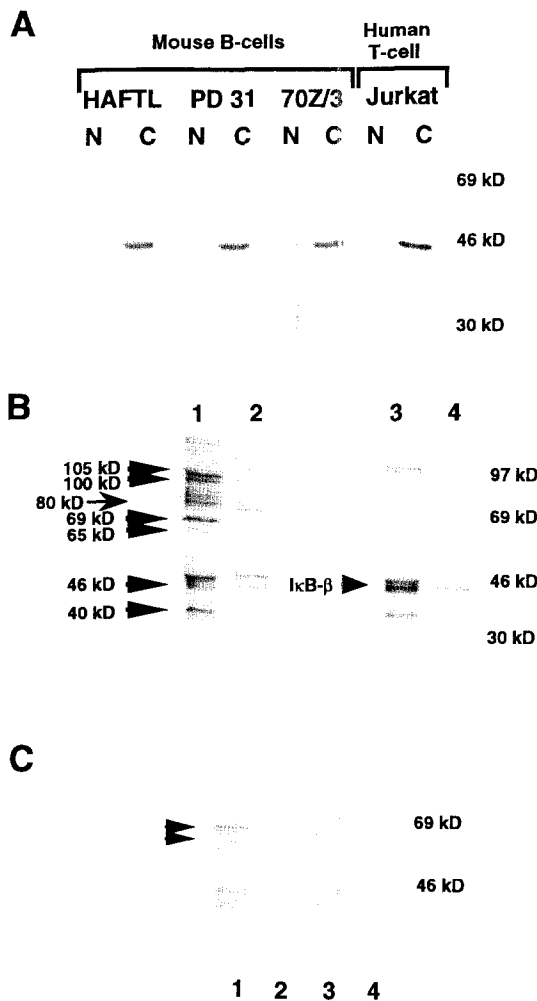 A
Mouse B-cells
Human
T-cell
HAFTL PD 31 70Z/3 Jurkat
N C N C N C N C
69 kD
46 kD
30 kD
B
1 2 3 4
105 kD
100 kD
80 kD
69 kD
65 kD
46 kD
40 kD
IκB-β
97 kD
69 kD
46 kD
30 kD
C
69 kD
46 kD
1 2 3 4